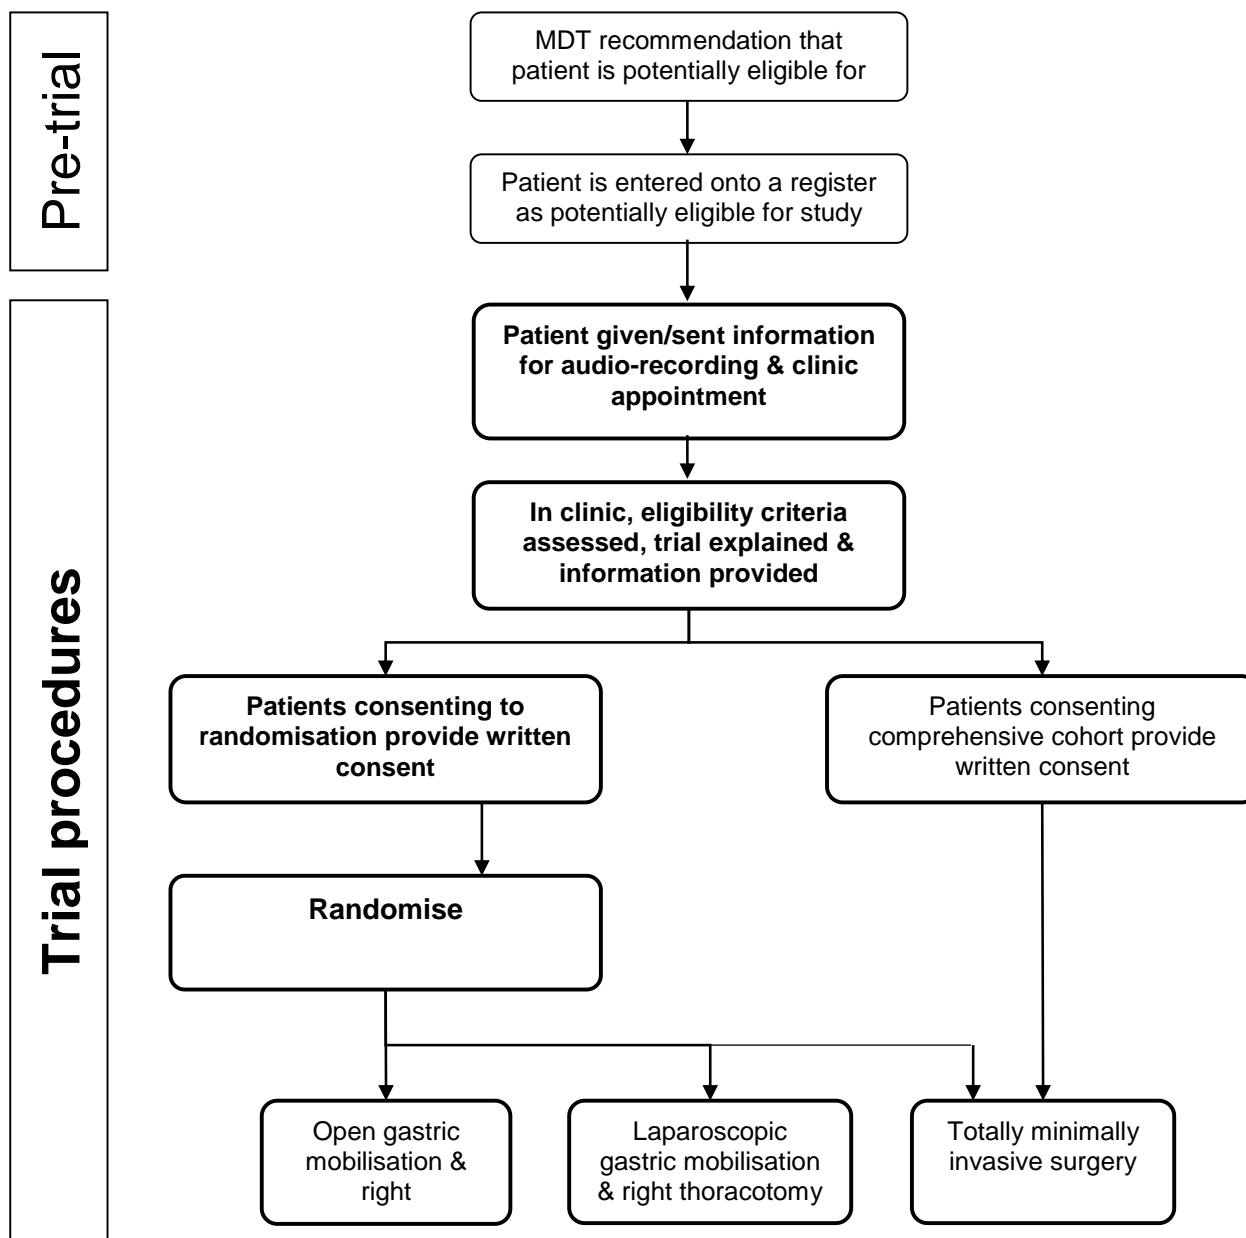 Pre-trial
MDT recommendation that
patient is potentially eligible for
Patient is entered onto a register
as potentially eligible for study
Trial procedures
Patient given/sent information
for audio-recording & clinic
appointment
In clinic, eligibility criteria
assessed, trial explained &
information provided
Patients consenting to
randomisation provide written
consent
Patients consenting
comprehensive cohort provide
written consent
Randomise
Open gastric
mobilisation &
right
Laparoscopic
gastric mobilisation
& right thoracotomy
Totally minimally
invasive surgery